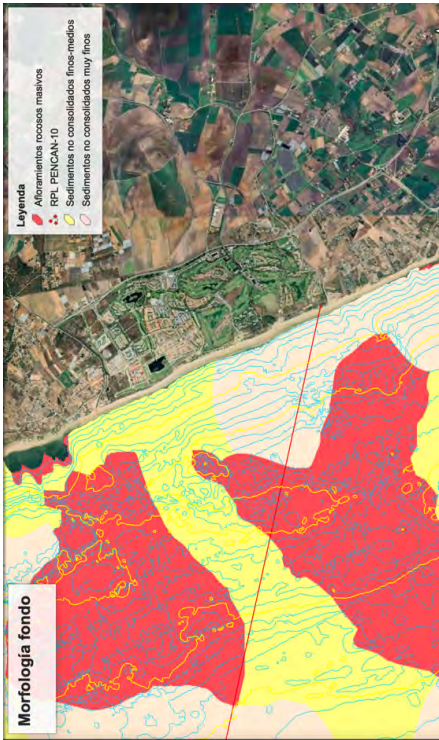 Morfología fondo
Leyenda
Afloramientos rocosos masivos
RPL PENCAN-10
Sedimentos no consolidados finos-medios
Sedimentos no consolidados muy finos